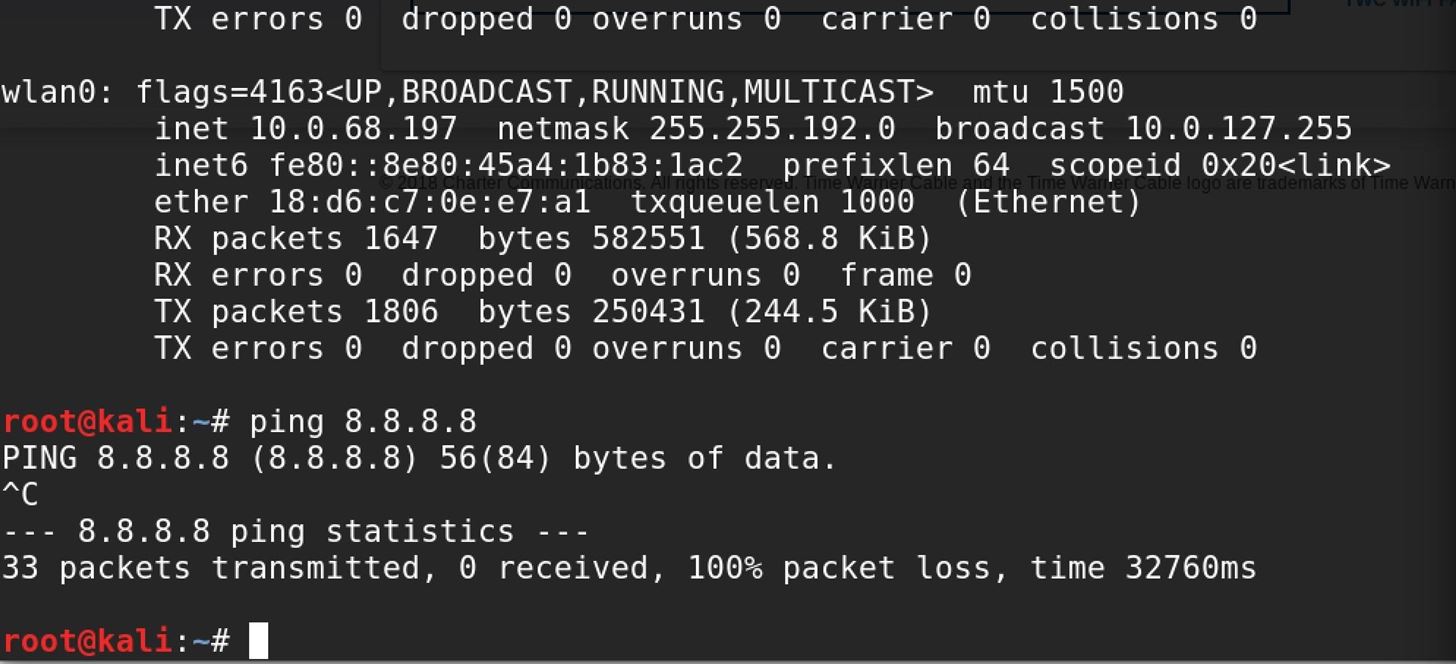 TWC WIFI
TX errors 0  dropped 0 overruns 0  carrier 0  collisions 0
wlan0: flags=4163<UP,BROADCAST,RUNNING,MULTICAST>  mtu 1500
inet 10.0.68.197  netmask 255.255.192.0  broadcast 10.0.127.255
inet6 fe80::8e80:45a4:1b83:1ac2  prefixlen 64  scopeid 0x20<link>
© 2018 Charter Communications. All rights reserved. Time Warner Cable and the Time Warner Cable logo are trademarks of Time
ether 18:d6:c7:0e:e7:a1  txqueuelen 1000  (Ethernet)
RX packets 1647  bytes 582551 (568.8 KiB)
RX errors 0  dropped 0  overruns 0  frame 0
TX packets 1806  bytes 250431 (244.5 KiB)
TX errors 0  dropped 0 overruns 0  carrier 0  collisions 0
root@kali:~# ping 8.8.8.8
PING 8.8.8.8 (8.8.8.8) 56(84) bytes of data.
^C
--- 8.8.8.8 ping statistics ---
33 packets transmitted, 0 received, 100% packet loss, time 32760ms
root@kali:~#